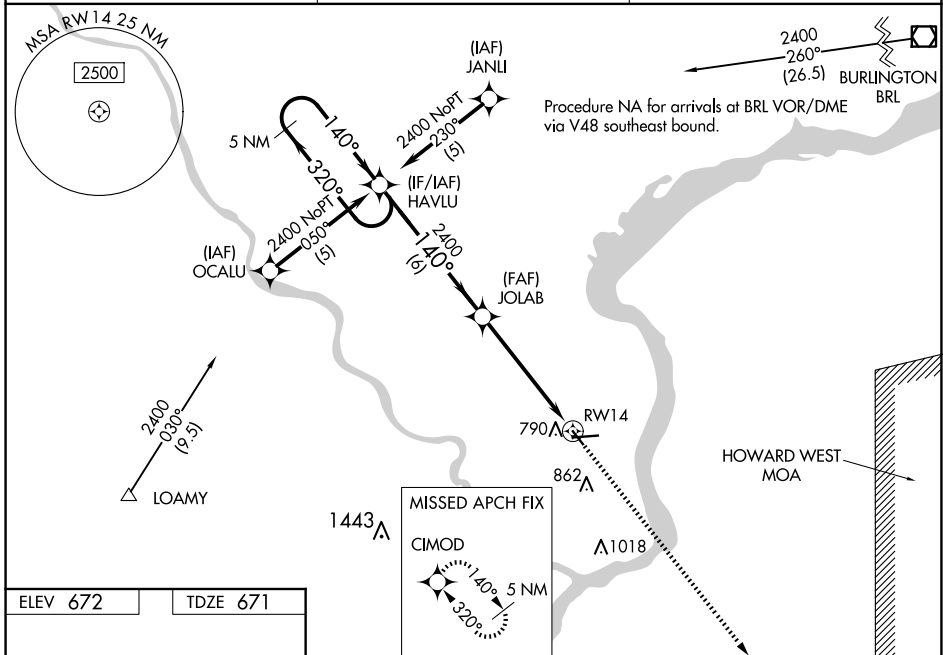 MSA RW14 25 NM
2500
(IAF)
JANLI
2400
260°
(26.5)
BURLINGTON
BRL
Procedure NA for arrivals at BRL VOR/DME
via V48 southeast bound.
5 NM
140°
320°
2400 NoPT
230°
(5)
(IF/IAF)
HAVLU
2400 NoPT
050°
(5)
(IAF)
OCALU
2400
140°
(6)
(FAF)
JOLAB
2400
030°
(9.5)
LOAMY
790
RW14
862
HOWARD WEST
MOA
1443
1018
MISSED APCH FIX
CIMOD
140°
320°
5 NM
ELEV 672
TDZE 671